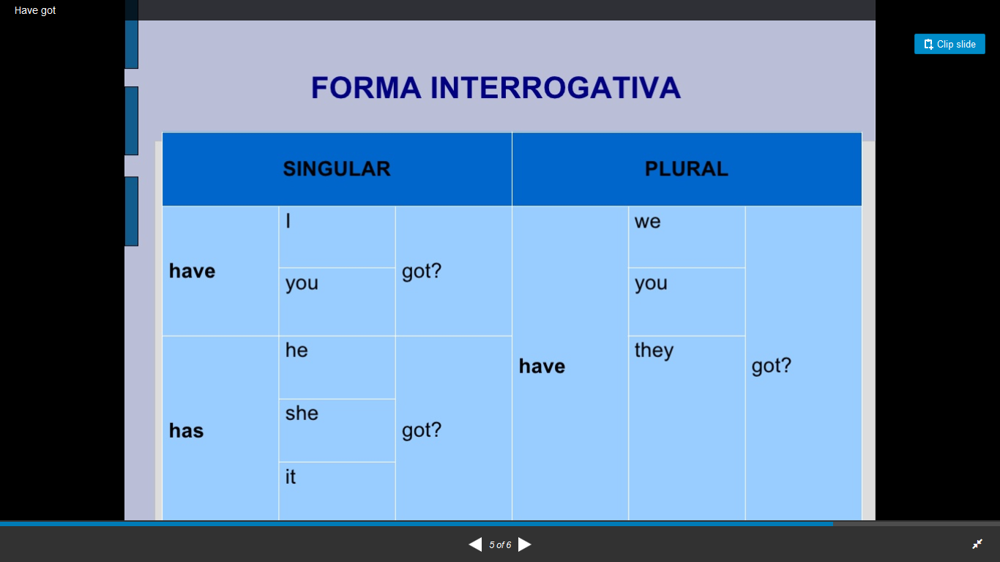 Have got
Clip slide
FORMA INTERROGATIVA
SINGULAR PLURAL
have I got? have we got?
you you
has he got? they
she
it
5 of 6